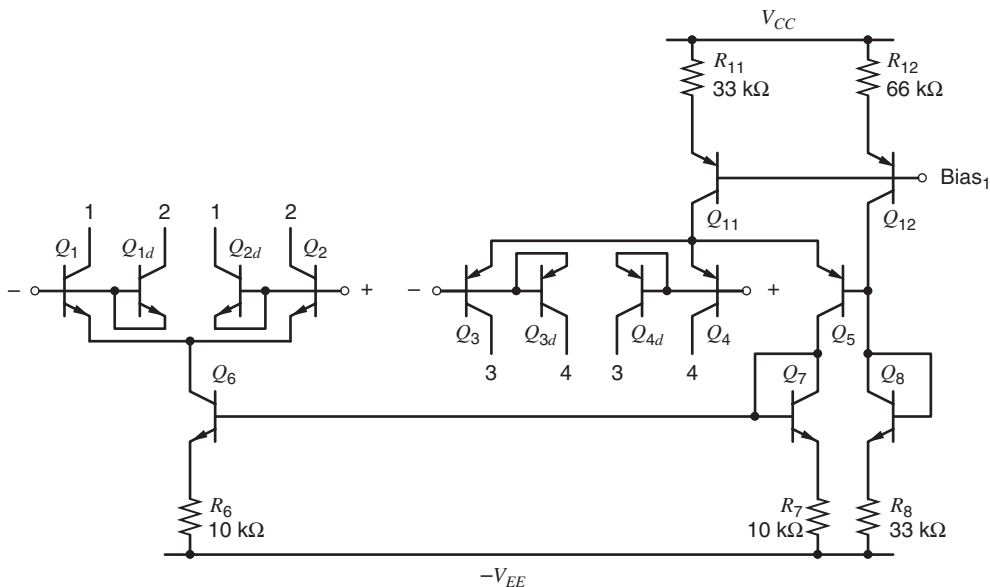 V_CC
R_11
33 kΩ
R_12
66 kΩ
Bias_1
Q_11
Q_12
1
2
1
2
Q_1
Q_1d
Q_2d
Q_2
−
+
−
+
Q_3
Q_3d
Q_4d
Q_4
Q_5
3
4
3
4
Q_6
Q_7
Q_8
R_6
10 kΩ
R_7
10 kΩ
R_8
33 kΩ
−V_EE